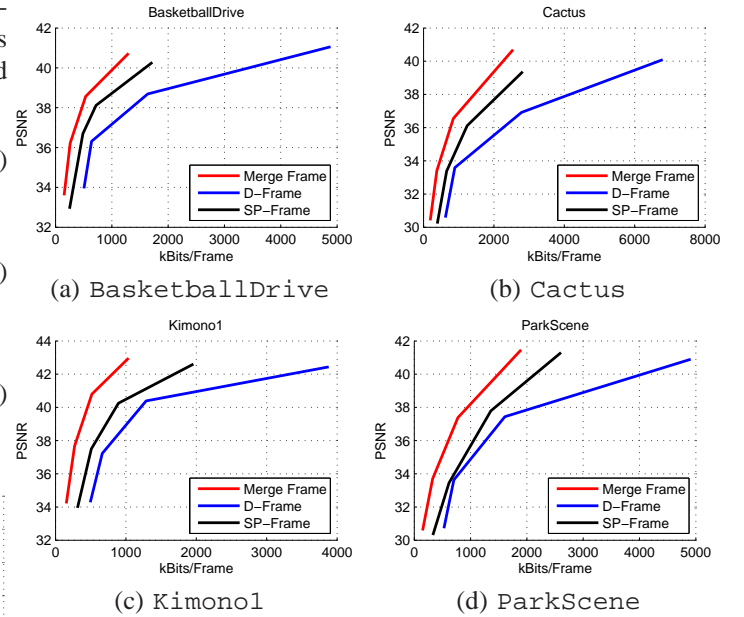 -
s
d
)
)
)
BasketballDrive
42
40
38
36
34
32
PSNR
0 1000 2000 3000 4000 5000
kBits/Frame
Merge Frame
D-Frame
SP-Frame
(a) BasketballDrive
Cactus
42
40
38
36
34
32
30
PSNR
0 2000 4000 6000 8000
kBits/Frame
Merge Frame
D-Frame
SP-Frame
(b) Cactus
Kimono1
44
42
40
38
36
34
32
PSNR
0 1000 2000 3000 4000
kBits/Frame
Merge Frame
D-Frame
SP-Frame
(c) Kimono1
ParkScene
42
40
38
36
34
32
30
PSNR
0 1000 2000 3000 4000 5000
kBits/Frame
Merge Frame
D-Frame
SP-Frame
(d) ParkScene